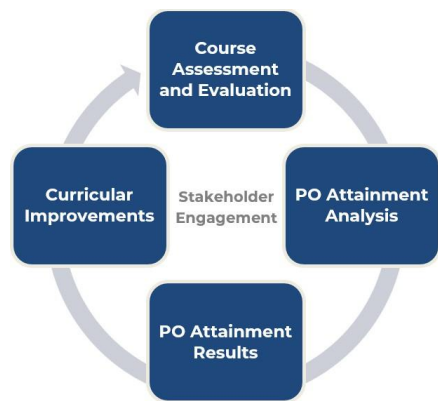 Course
Assessment
and Evaluation
Curricular
Improvements
Stakeholder
Engagement
PO Attainment
Analysis
PO Attainment
Results